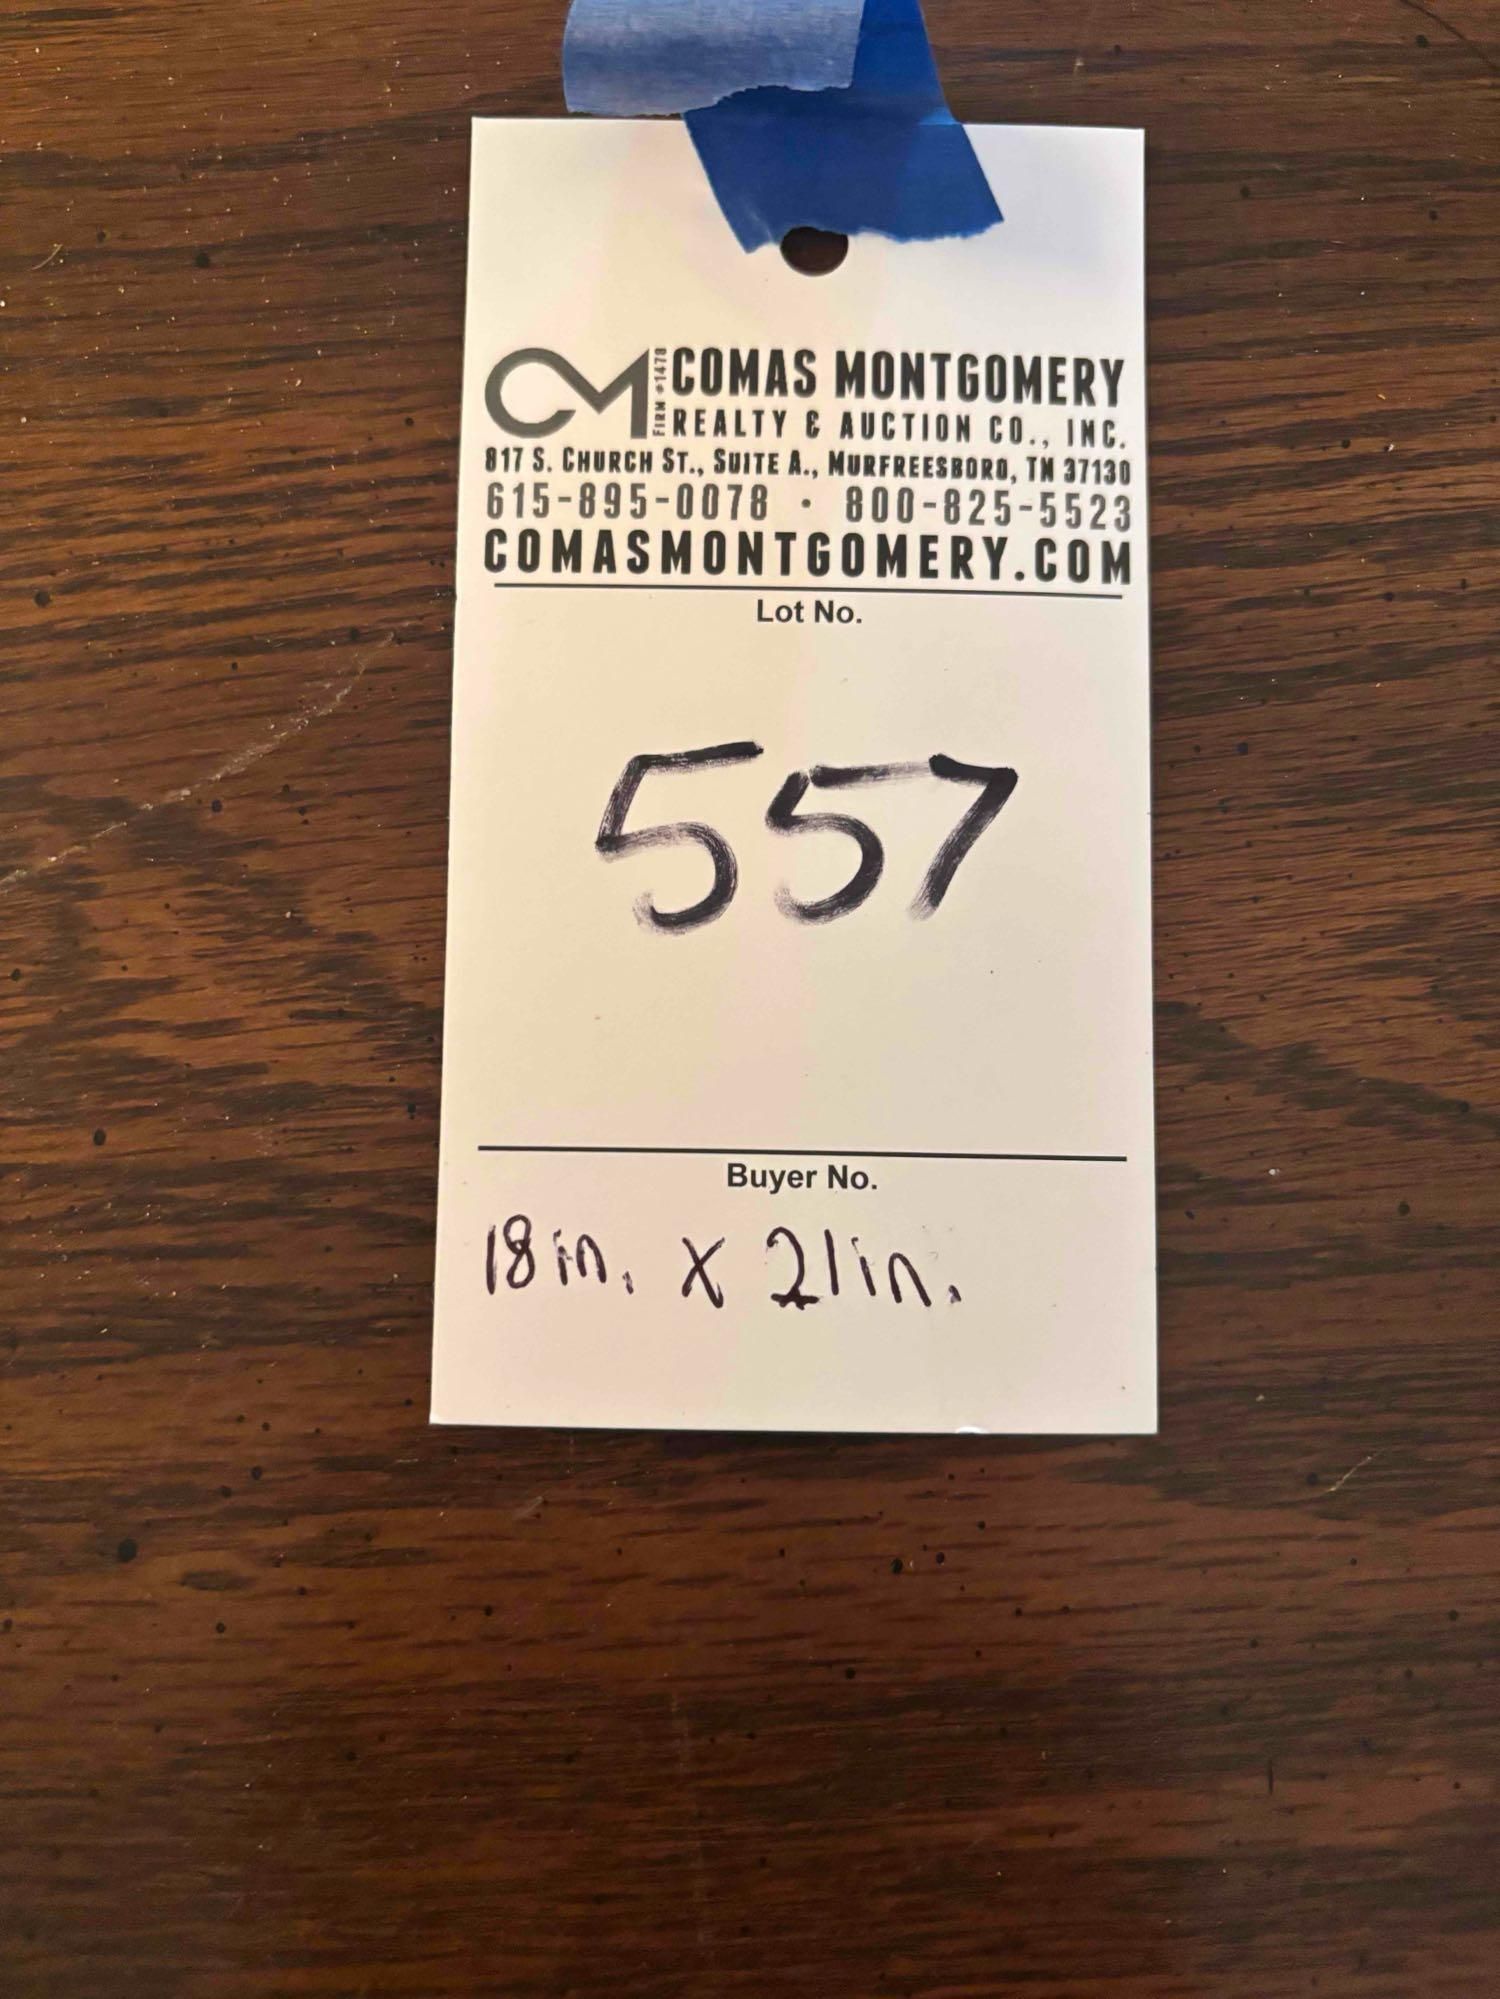 CM FIRM #1478 COMAS MONTGOMERY
REALTY & AUCTION CO., INC.
817 S. CHURCH ST., SUITE A., MURFREESBORO, TN 37130
615-895-0078 • 800-825-5523
COMASMONTGOMERY.COM
Lot No.
557
Buyer No.
18in. x 21in.